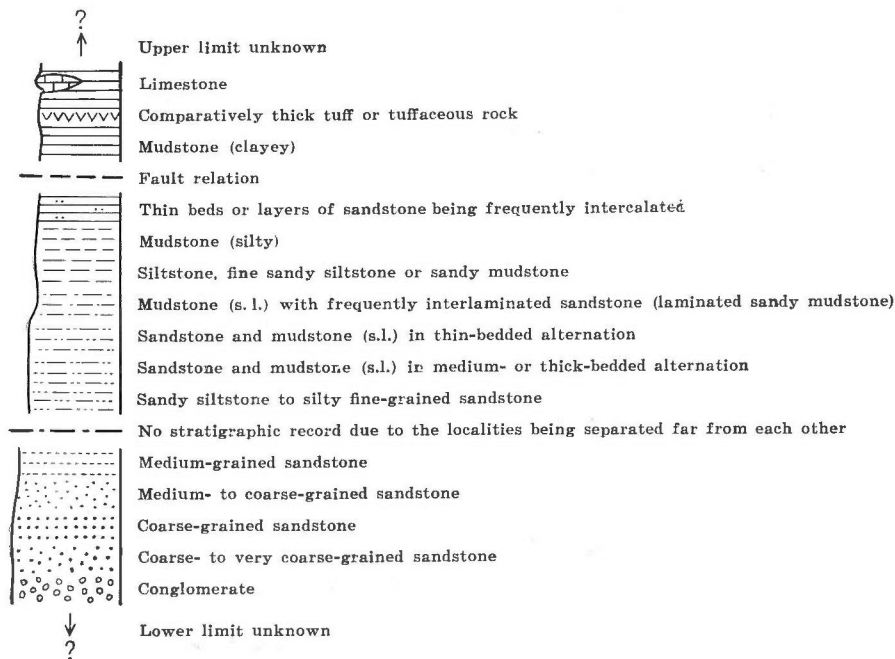 ?
Upper limit unknown
Limestone
Comparatively thick tuff or tuffaceous rock
Mudstone (clayey)
Fault relation
Thin beds or layers of sandstone being frequently intercalated
Mudstone (silty)
Siltstone, fine sandy siltstone or sandy mudstone
Mudstone (s.l.) with frequently interlaminated sandstone (laminated sandy mudstone)
Sandstone and mudstone (s.l.) in thin-bedded alternation
Sandstone and mudstone (s.l.) in medium- or thick-bedded alternation
Sandy siltstone to silty fine-grained sandstone
No stratigraphic record due to the localities being separated far from each other
Medium-grained sandstone
Medium- to coarse-grained sandstone
Coarse-grained sandstone
Coarse- to very coarse-grained sandstone
Conglomerate
Lower limit unknown
?